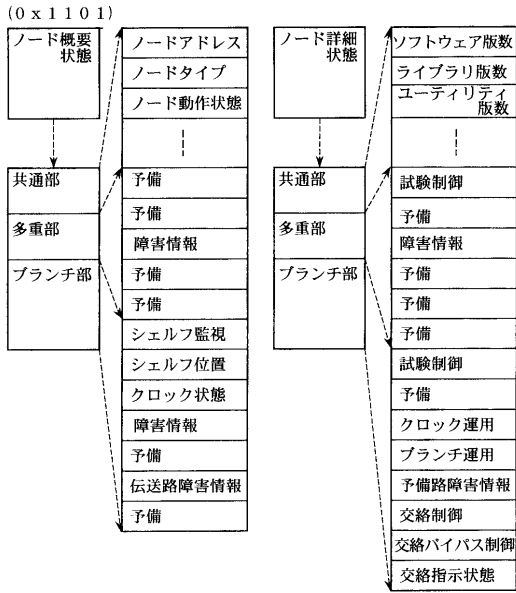 (0x1101)
ノード概要
状態
共通部
多重部
ブランチ部
ノードアドレス
ノードタイプ
ノード動作状態
予備
予備
障害情報
予備
予備
シェルフ監視
シェルフ位置
クロック状態
障害情報
予備
伝送路障害情報
予備
ノード詳細
状態
共通部
多重部
ブランチ部
ソフトウェア版数
ライブラリ版数
ユーティリティ
版数
試験制御
予備
障害情報
予備
予備
予備
試験制御
予備
クロック運用
ブランチ運用
予備路障害情報
交絡制御
交絡バイパス制御
交絡指示状態